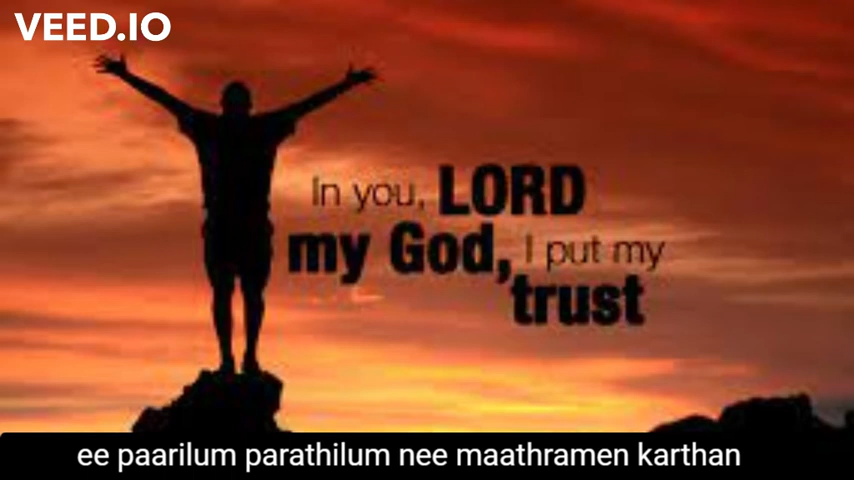 VEED.IO
In you, LORD
my God, I put my
trust
ee paarilum parathilum nee maathramen karthan